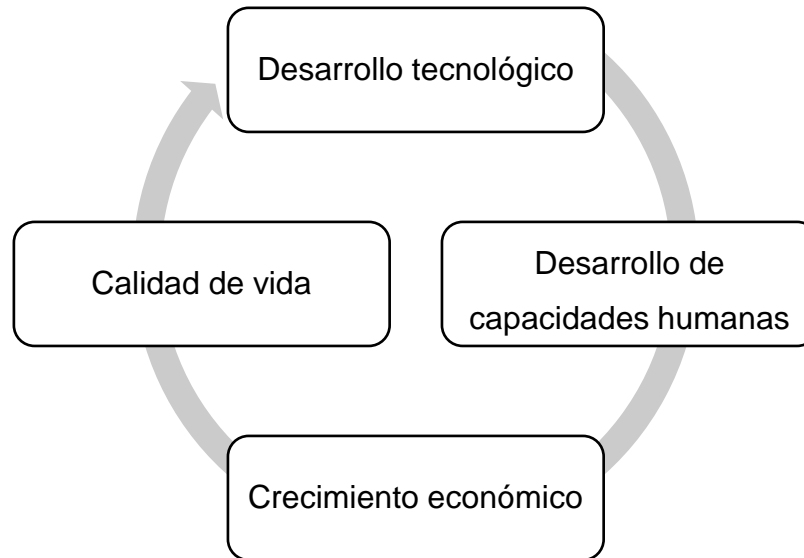 Desarrollo tecnológico
Calidad de vida
Desarrollo de
capacidades humanas
Crecimiento económico